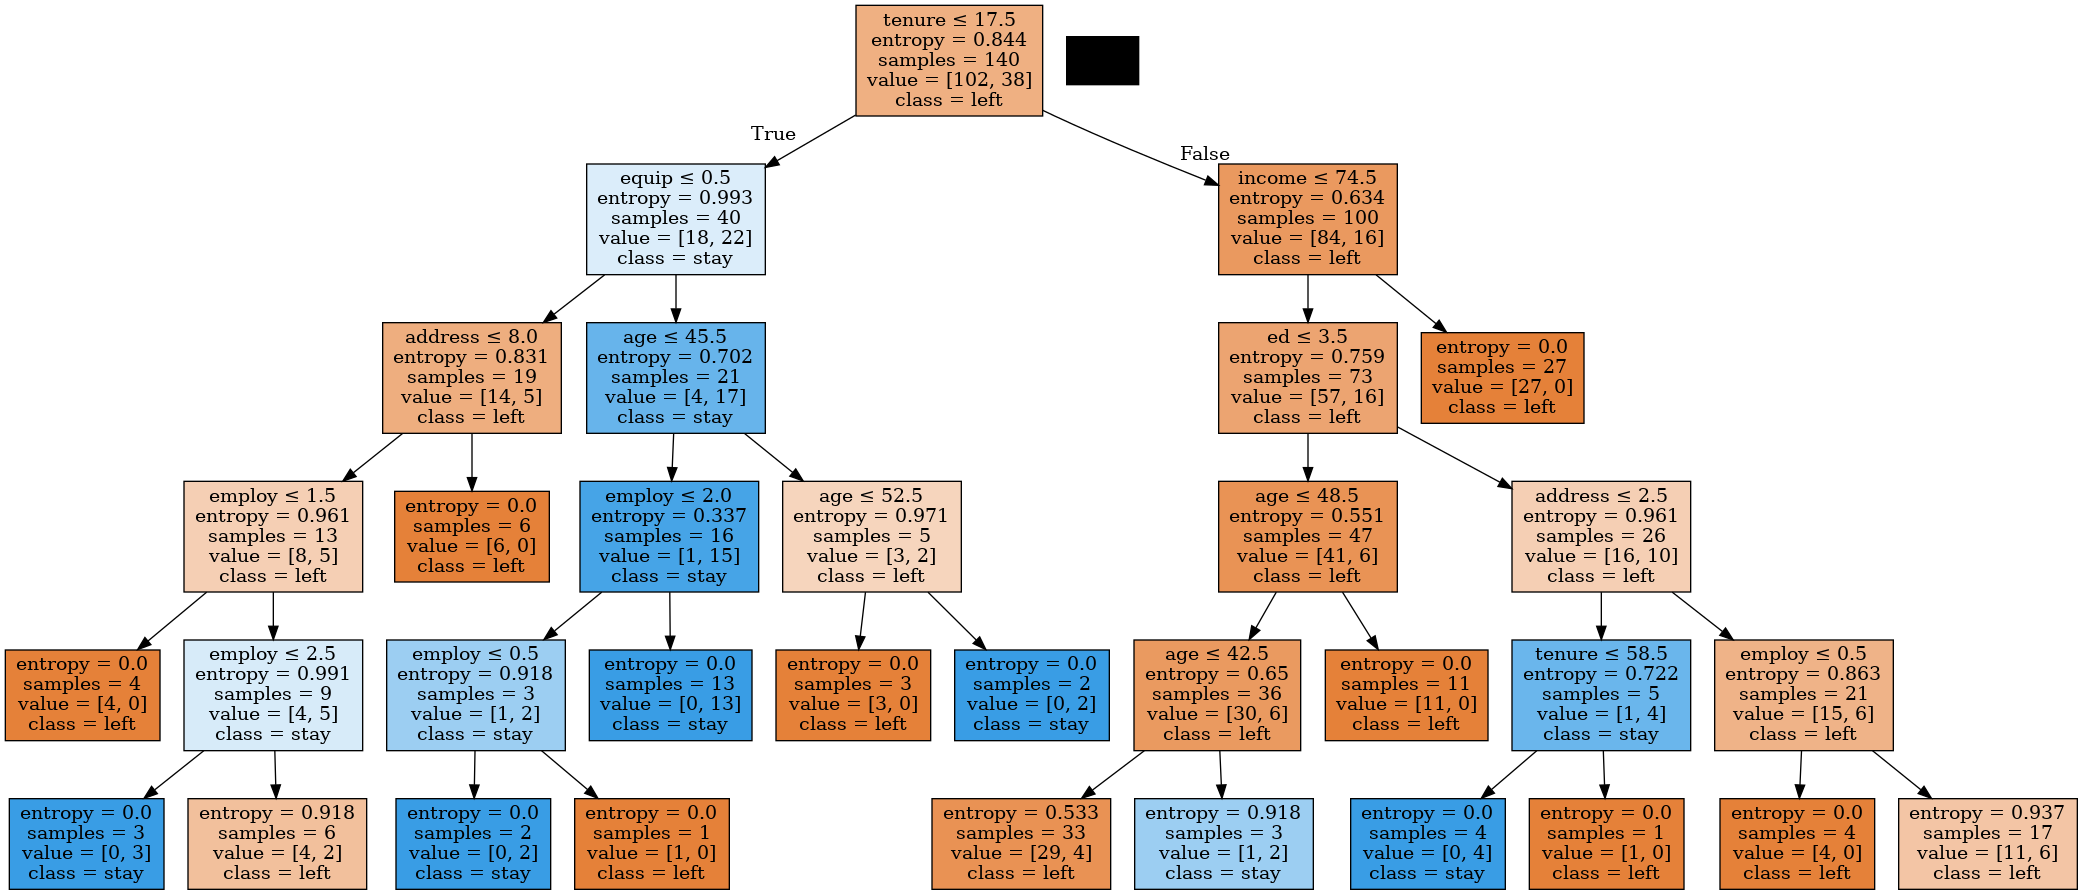 tenure ≤ 17.5
entropy = 0.844
samples = 140
value = [102, 38]
class = left
True
False
equip ≤ 0.5
entropy = 0.993
samples = 40
value = [18, 22]
class = stay
income ≤ 74.5
entropy = 0.634
samples = 100
value = [84, 16]
class = left
address ≤ 8.0
entropy = 0.831
samples = 19
value = [14, 5]
class = left
age ≤ 45.5
entropy = 0.702
samples = 21
value = [4, 17]
class = stay
ed ≤ 3.5
entropy = 0.759
samples = 73
value = [57, 16]
class = left
entropy = 0.0
samples = 27
value = [27, 0]
class = left
employ ≤ 1.5
entropy = 0.961
samples = 13
value = [8, 5]
class = left
entropy = 0.0
samples = 6
value = [6, 0]
class = left
employ ≤ 2.0
entropy = 0.337
samples = 16
value = [1, 15]
class = stay
age ≤ 52.5
entropy = 0.971
samples = 5
value = [3, 2]
class = left
age ≤ 48.5
entropy = 0.551
samples = 47
value = [41, 6]
class = left
address ≤ 2.5
entropy = 0.961
samples = 26
value = [16, 10]
class = left
entropy = 0.0
samples = 4
value = [4, 0]
class = left
employ ≤ 2.5
entropy = 0.991
samples = 9
value = [4, 5]
class = stay
employ ≤ 0.5
entropy = 0.918
samples = 3
value = [1, 2]
class = stay
entropy = 0.0
samples = 13
value = [0, 13]
class = stay
entropy = 0.0
samples = 3
value = [3, 0]
class = left
entropy = 0.0
samples = 2
value = [0, 2]
class = stay
age ≤ 42.5
entropy = 0.65
samples = 36
value = [30, 6]
class = left
entropy = 0.0
samples = 11
value = [11, 0]
class = left
tenure ≤ 58.5
entropy = 0.722
samples = 5
value = [1, 4]
class = stay
employ ≤ 0.5
entropy = 0.863
samples = 21
value = [15, 6]
class = left
entropy = 0.0
samples = 3
value = [0, 3]
class = stay
entropy = 0.918
samples = 6
value = [4, 2]
class = left
entropy = 0.0
samples = 2
value = [0, 2]
class = stay
entropy = 0.0
samples = 1
value = [1, 0]
class = left
entropy = 0.533
samples = 33
value = [29, 4]
class = left
entropy = 0.918
samples = 3
value = [1, 2]
class = stay
entropy = 0.0
samples = 4
value = [0, 4]
class = stay
entropy = 0.0
samples = 1
value = [1, 0]
class = left
entropy = 0.0
samples = 4
value = [4, 0]
class = left
entropy = 0.937
samples = 17
value = [11, 6]
class = left